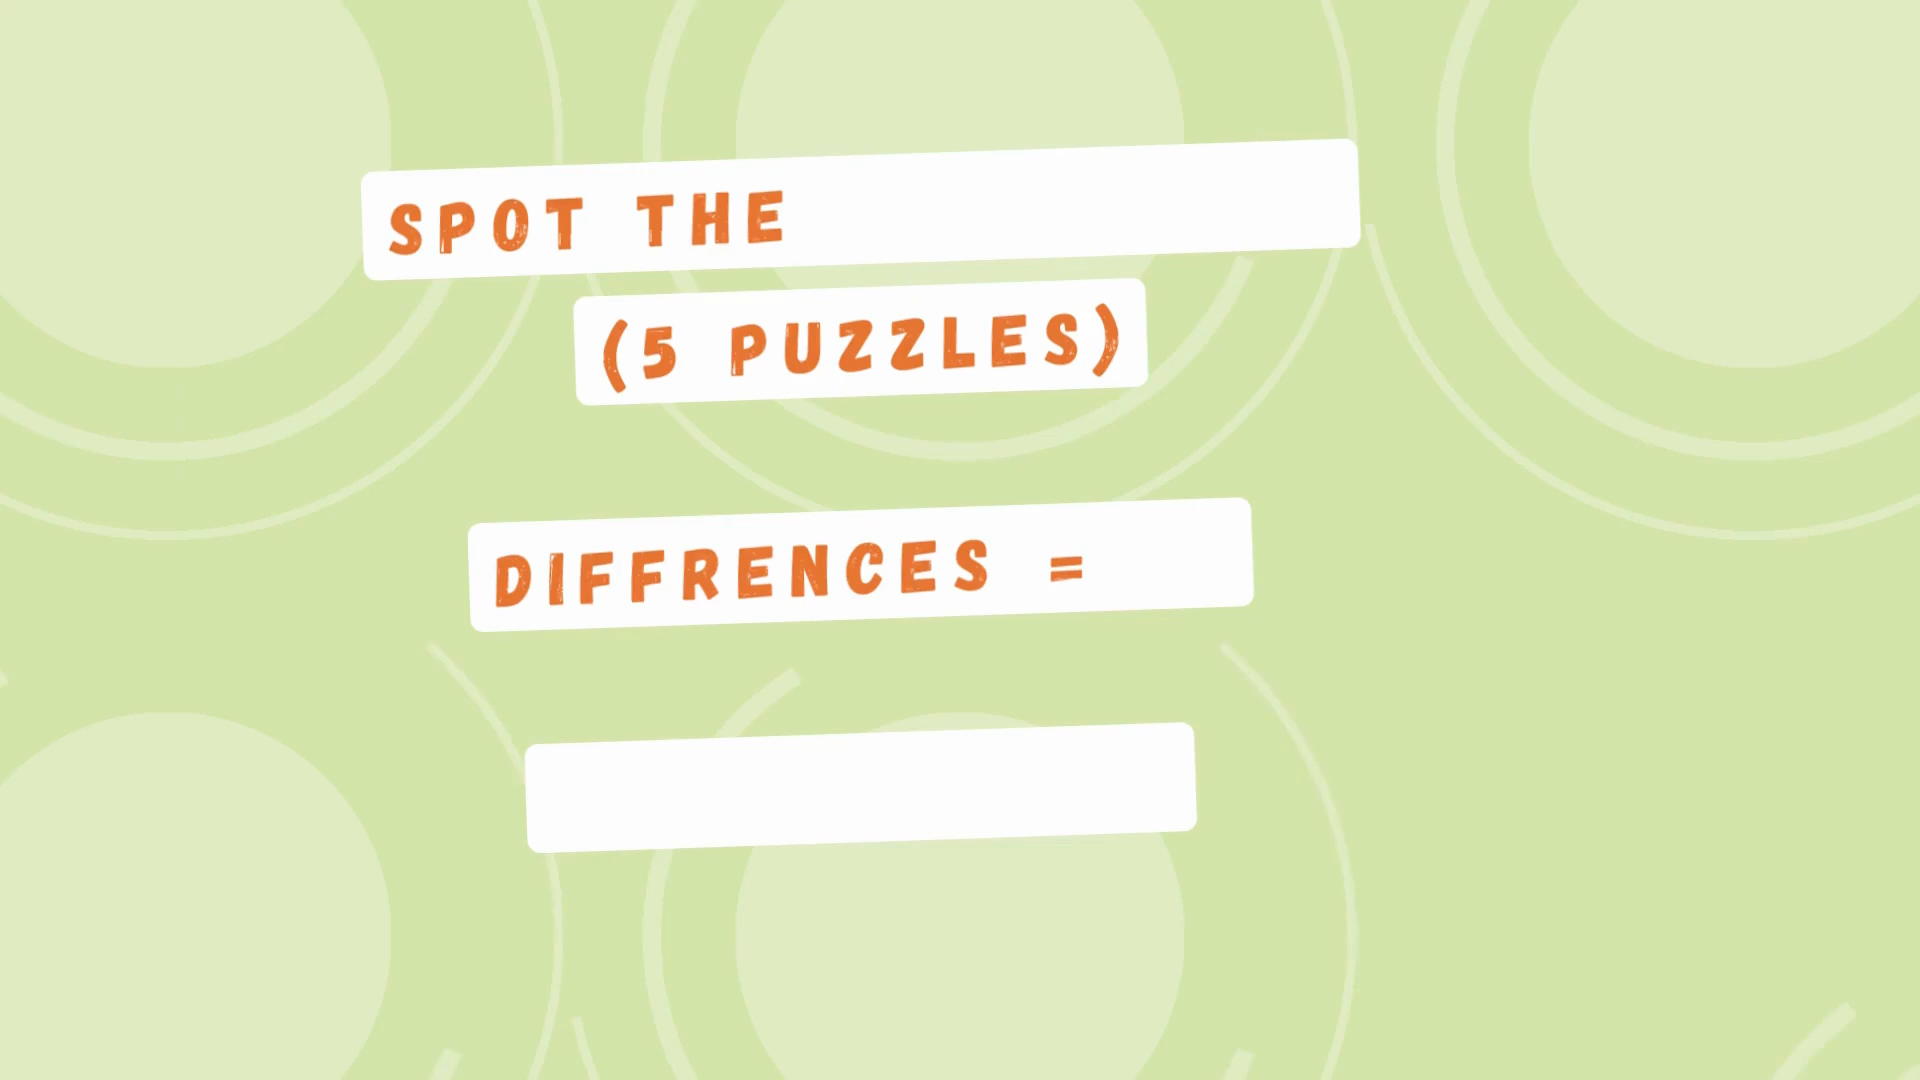 SPOT THE
(5 PUZZLES)
DIFFRENCES =